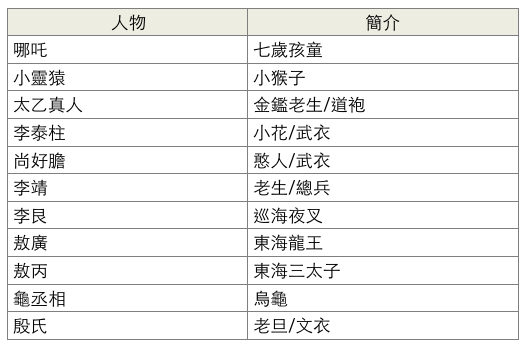 人物 簡介
哪吒 七歲孩童
小靈猿 小猴子
太乙真人 金鑑老生/道袍
李泰柱 小花/武衣
尚好膽 憨人/武衣
李靖 老生/總兵
李艮 巡海夜叉
敖廣 東海龍王
敖丙 東海三太子
龜丞相 烏龜
殷氏 老旦/文衣